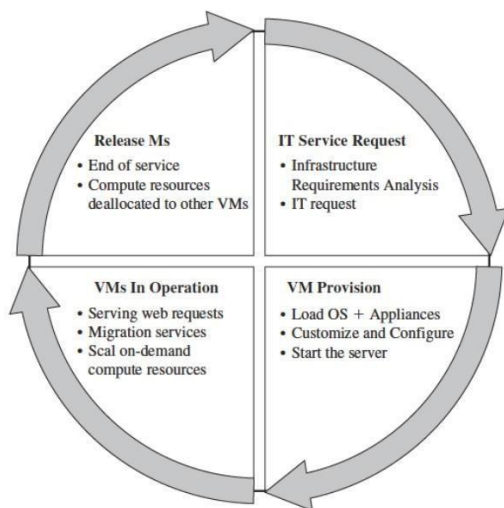 Release Ms
• End of service
• Compute resources
deallocated to other VMs
IT Service Request
• Infrastructure
Requirements Analysis
• IT request
VMs In Operation
• Serving web requests
• Migration services
• Scal on-demand
compute resources
VM Provision
• Load OS + Appliances
• Customize and Configure
• Start the server